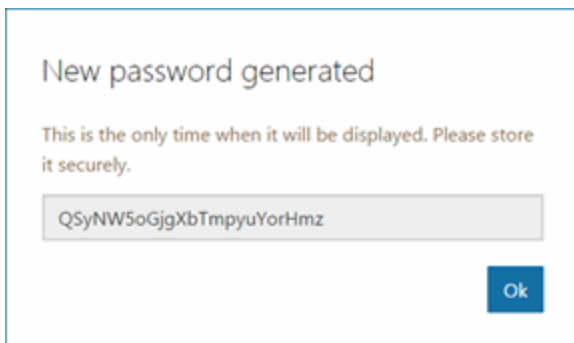 New password generated
This is the only time when it will be displayed. Please store
it securely.
QSyNW5oGjgXbTmpyuYorHmz
Ok